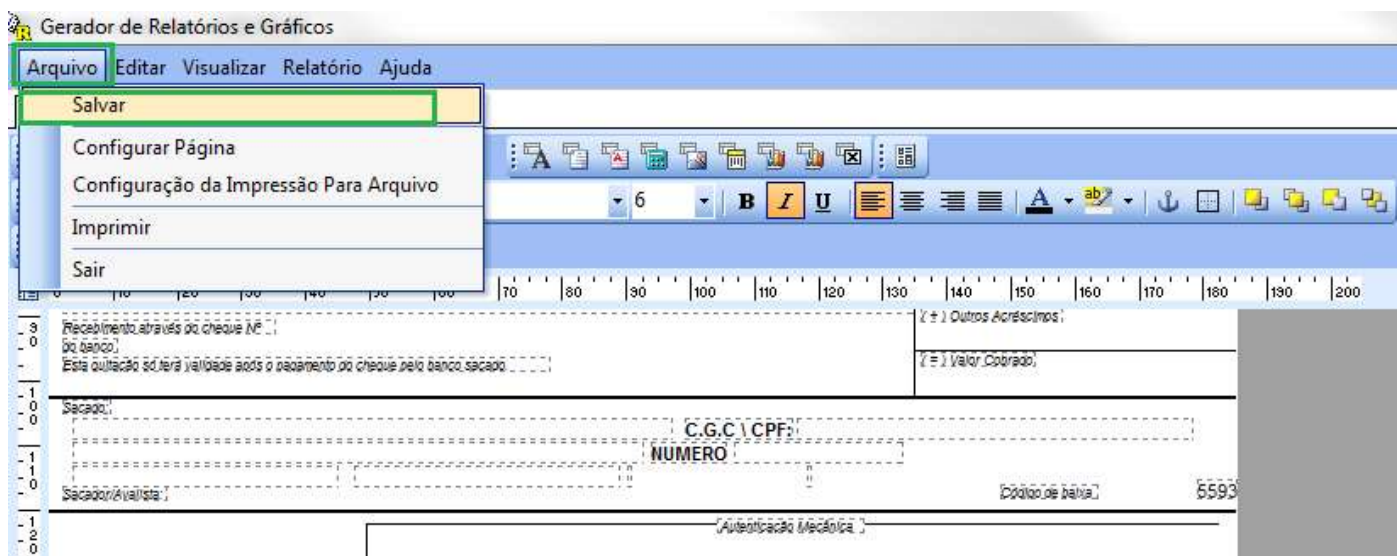 Gerador de Relatórios e Gráficos
Arquivo Editar Visualizar Relatório Ajuda
Salvar
Configurar Página
Configuração da Impressão Para Arquivo
6 B I U A ab
Imprimir
Sair
70 80 90 100 110 120 130 140 150 160 170 180 190 200
Recebimento através do cheque Nº
( + ) Outros Acréscimos
do banco
Esta quitação só terá validade após o pagamento do cheque pelo banco sacado
( = ) Valor Cobrado
Sacado
C.G.C \ CPF:
NUMERO
Sacador/Avalista:
Código de baixa
5593
Autenticação Mecânica